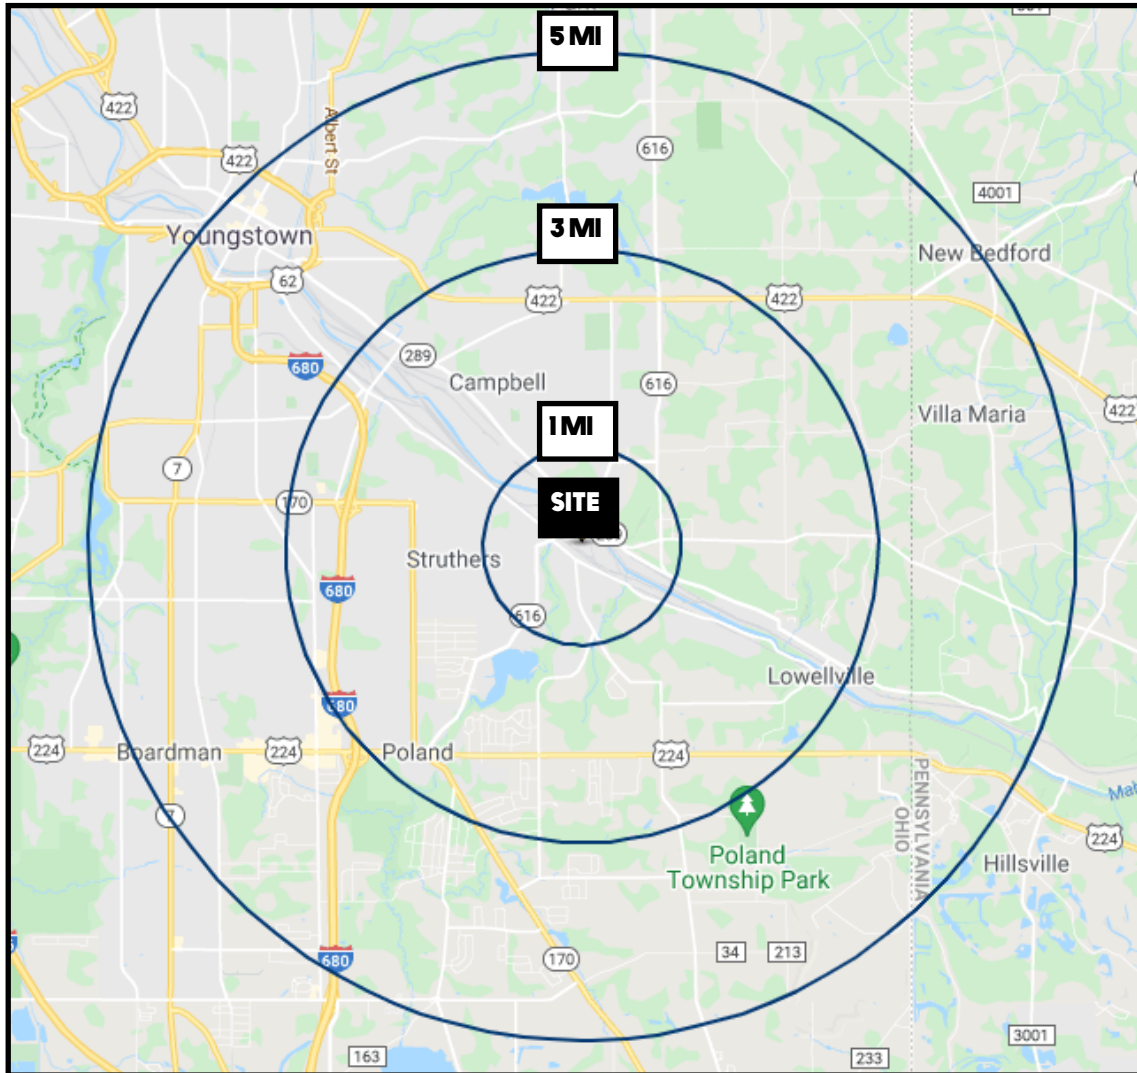 5 MI
422
Albert St
422
616
4001
3 MI
Youngstown
New Bedford
62
422
422
289
680
616
Campbell
1 MI
Villa Maria
422
7
SITE
170
Struthers
680
616
Lowellville
680
224
Boardman
224
Poland
224
PENNSYLVANIA
OHIO
7
224
Poland
Township Park
Hillsville
170
34
213
680
3001
163
233